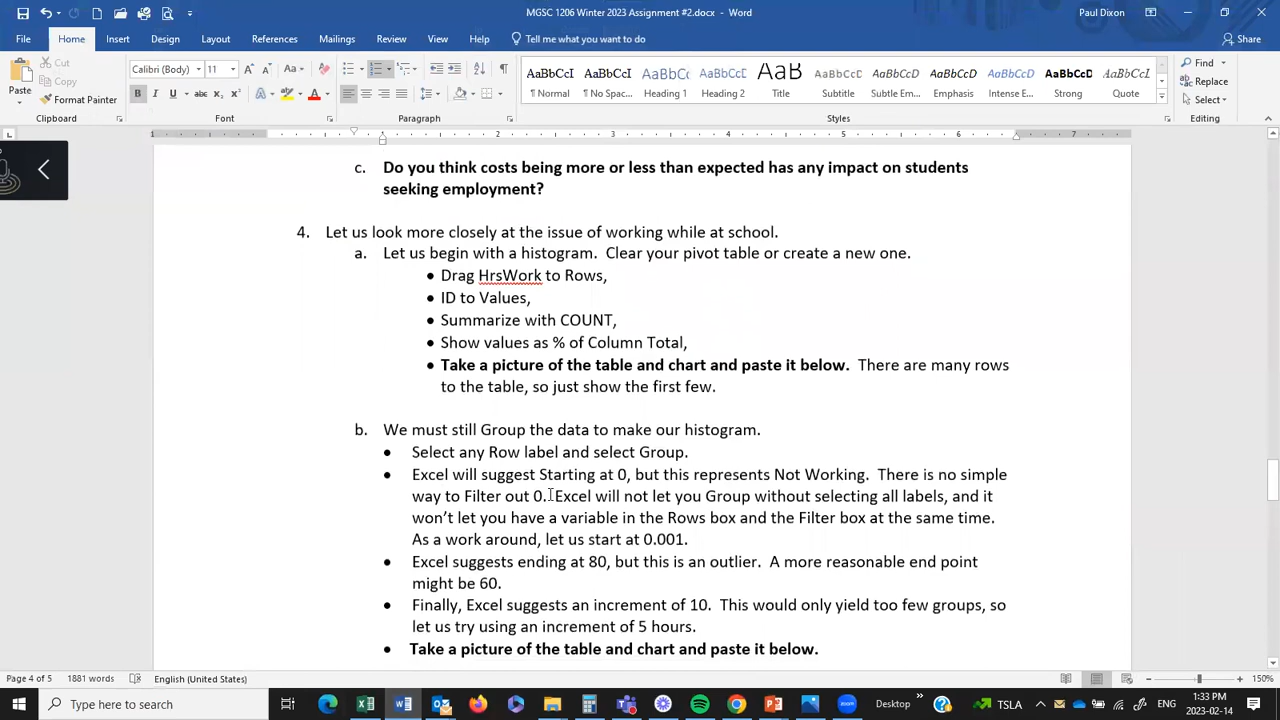 MGSC 1206 Winter 2023 Assignment #2.docx - Word
Paul Dixon
File Home Insert Design Layout References Mailings Review View Help Tell me what you want to do Share
Paste
Cut
Copy
Format Painter
Clipboard
Calibri (Body) 11
Font
Paragraph
AaBbCcI AaBbCcI AaBbC AaBbCcI AaB AaBbCcI AaBbCcI AaBbCcI AaBbCcI AaBbCcI AaBbCcI
¶ Normal ¶ No Spac... Heading 1 Heading 2 Title Subtitle Subtle Em... Emphasis Intense E... Strong Quote
Styles
Find
Replace
Select
Editing
1 1 2 3 4 5 6 7
c. Do you think costs being more or less than expected has any impact on students
seeking employment?
4. Let us look more closely at the issue of working while at school.
a. Let us begin with a histogram. Clear your pivot table or create a new one.
• Drag HrsWork to Rows,
• ID to Values,
• Summarize with COUNT,
• Show values as % of Column Total,
• Take a picture of the table and chart and paste it below. There are many rows
to the table, so just show the first few.
b. We must still Group the data to make our histogram.
• Select any Row label and select Group.
• Excel will suggest Starting at 0, but this represents Not Working. There is no simple
way to Filter out 0. Excel will not let you Group without selecting all labels, and it
won't let you have a variable in the Rows box and the Filter box at the same time.
As a work around, let us start at 0.001.
• Excel suggests ending at 80, but this is an outlier. A more reasonable end point
might be 60.
• Finally, Excel suggests an increment of 10. This would only yield too few groups, so
let us try using an increment of 5 hours.
• Take a picture of the table and chart and paste it below.
Page 4 of 5 1881 words English (United States) 150%
Type here to search
Desktop
TSLA
ENG
1:33 PM
2023-02-14